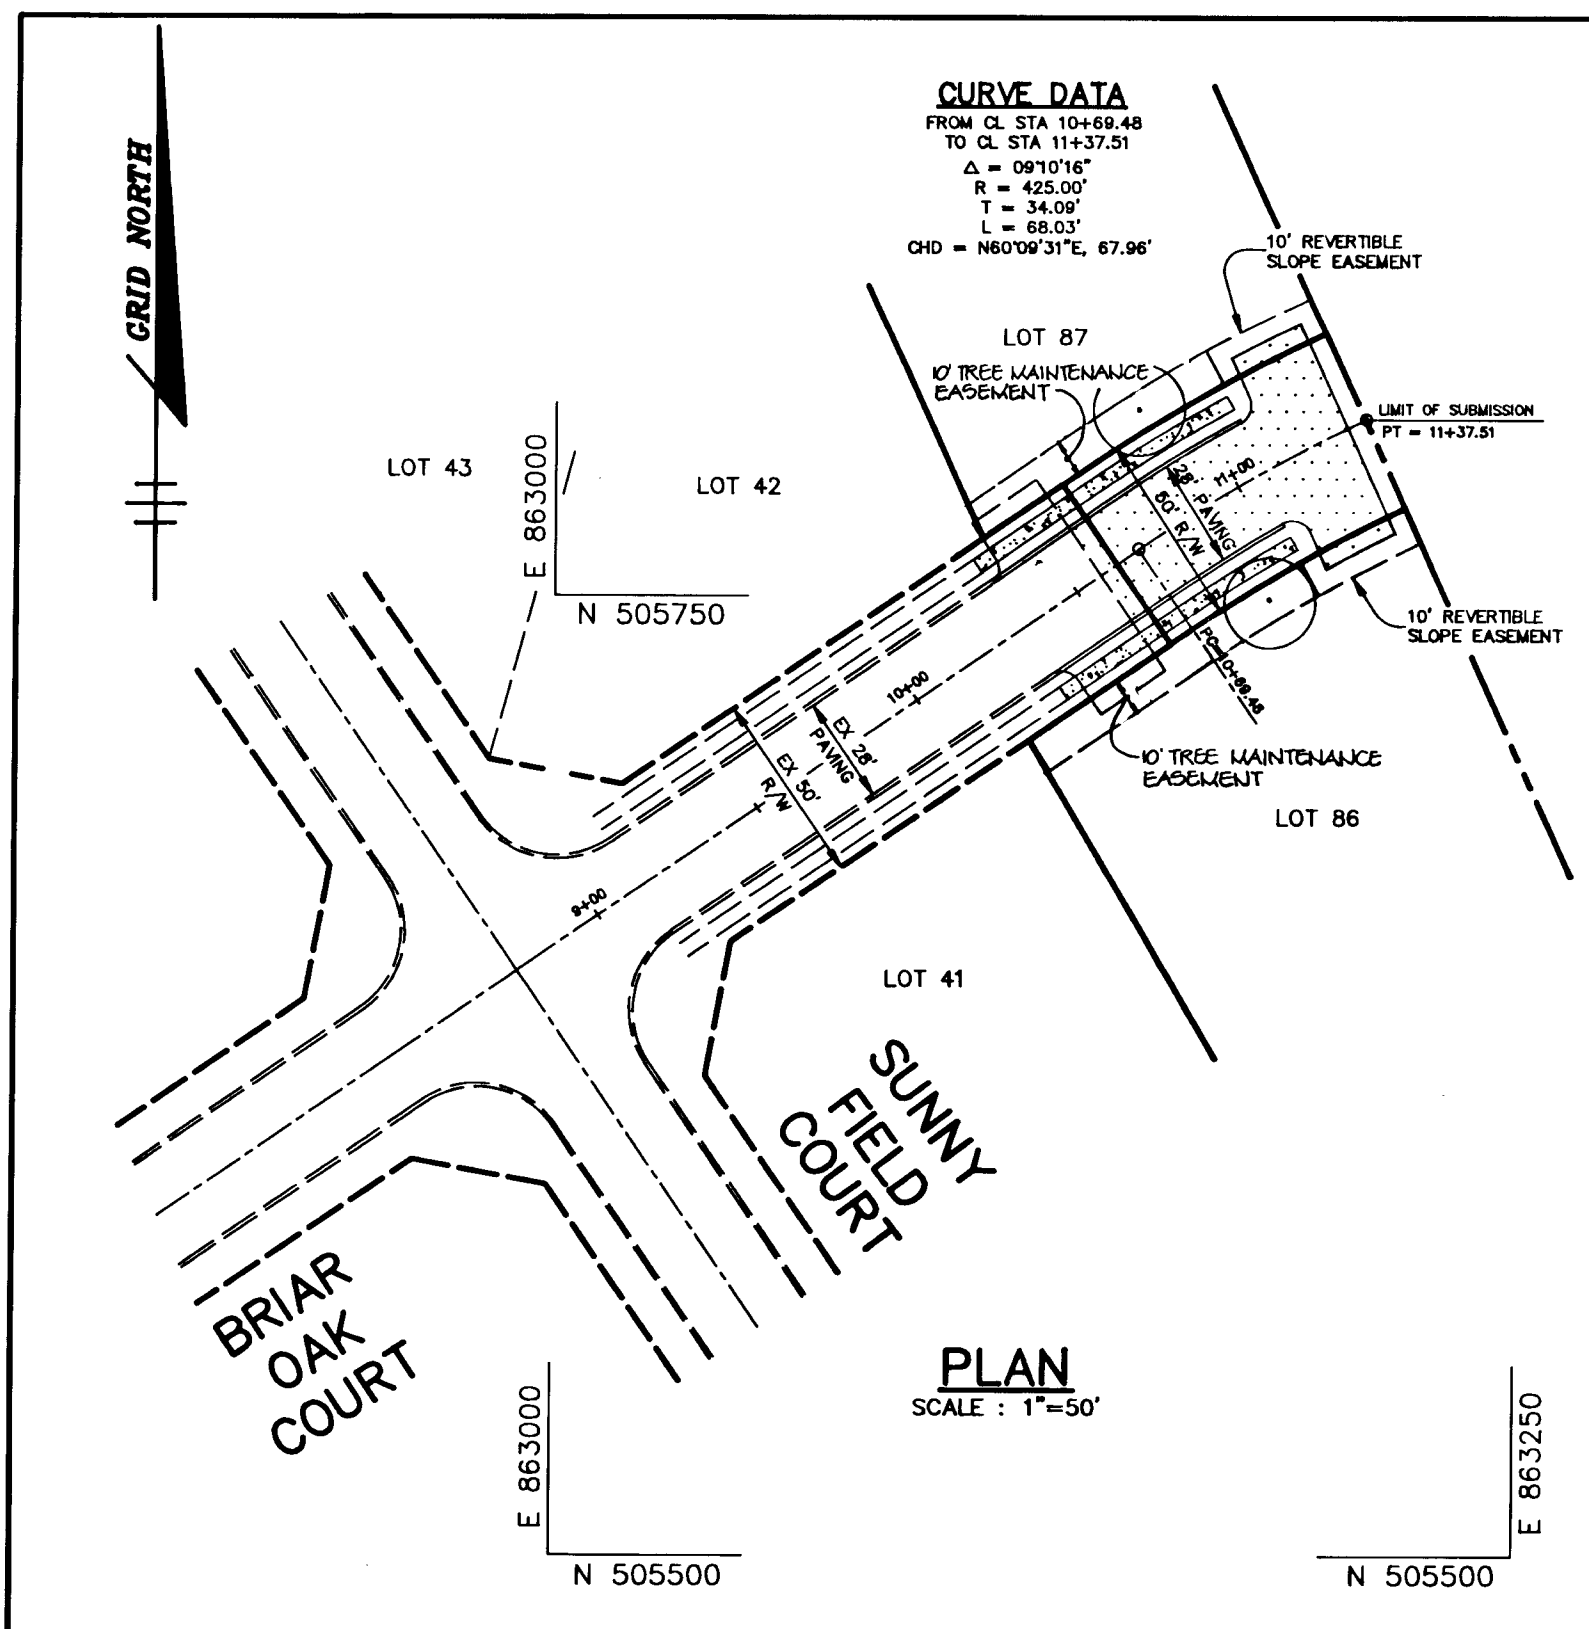 CURVE DATA
FROM CL STA 10+69.48
TO CL STA 11+37.51
Δ = 09°10'16"
R = 425.00'
T = 34.09'
L = 68.03'
CHD = N60°09'31"E, 67.96'
GRID NORTH
10' REVERTIBLE
SLOPE EASEMENT
LOT 87
10' TREE MAINTENANCE
EASEMENT
LIMIT OF SUBMISSION
PT = 11+37.51
LOT 43
E 863000
LOT 42
N 505750
11+00
28' PAVING
50' R/W
PC=10+69.48
10' REVERTIBLE
SLOPE EASEMENT
10+00
EX 28'
PAVING
EX 50'
R/W
10' TREE MAINTENANCE
EASEMENT
LOT 86
9+00
LOT 41
SUNNY
FIELD
COURT
BRIAR
OAK
COURT
PLAN
SCALE : 1"=50'
E 863000
N 505500
E 863250
N 505500